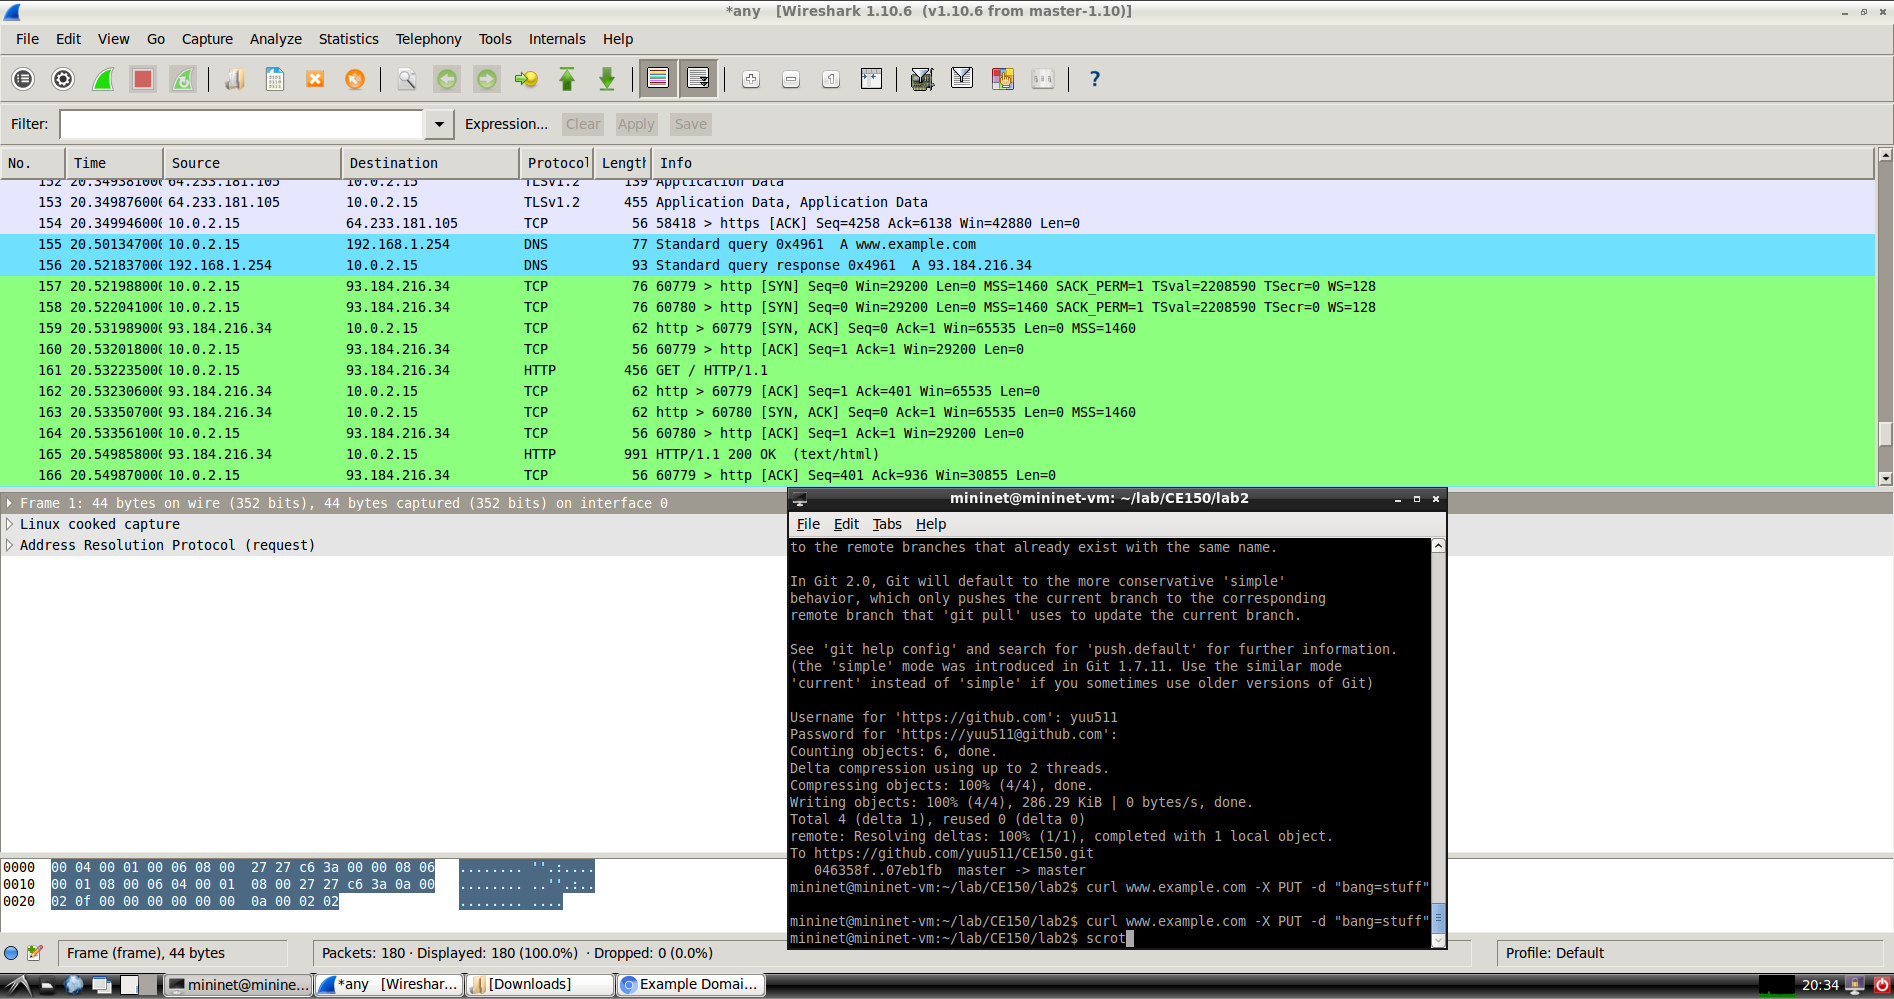 *any   [Wireshark 1.10.6  (v1.10.6 from master-1.10)]
File Edit View Go Capture Analyze Statistics Telephony Tools Internals Help
Filter: Expression... Clear Apply Save
No. Time Source Destination Protocol Length Info
152 20.349381000 64.233.181.105 10.0.2.15 TLSv1.2 139 Application Data
153 20.349876000 64.233.181.105 10.0.2.15 TLSv1.2 455 Application Data, Application Data
154 20.349946000 10.0.2.15 64.233.181.105 TCP 56 58418 > https [ACK] Seq=4258 Ack=6138 Win=42880 Len=0
155 20.501347000 10.0.2.15 192.168.1.254 DNS 77 Standard query 0x4961  A www.example.com
156 20.521837000 192.168.1.254 10.0.2.15 DNS 93 Standard query response 0x4961  A 93.184.216.34
157 20.521988000 10.0.2.15 93.184.216.34 TCP 76 60779 > http [SYN] Seq=0 Win=29200 Len=0 MSS=1460 SACK_PERM=1 TSval=2208590 TSecr=0 WS=128
158 20.522041000 10.0.2.15 93.184.216.34 TCP 76 60780 > http [SYN] Seq=0 Win=29200 Len=0 MSS=1460 SACK_PERM=1 TSval=2208590 TSecr=0 WS=128
159 20.531989000 93.184.216.34 10.0.2.15 TCP 62 http > 60779 [SYN, ACK] Seq=0 Ack=1 Win=65535 Len=0 MSS=1460
160 20.532018000 10.0.2.15 93.184.216.34 TCP 56 60779 > http [ACK] Seq=1 Ack=1 Win=29200 Len=0
161 20.532235000 10.0.2.15 93.184.216.34 HTTP 456 GET / HTTP/1.1
162 20.532306000 93.184.216.34 10.0.2.15 TCP 62 http > 60779 [ACK] Seq=1 Ack=401 Win=65535 Len=0
163 20.533507000 93.184.216.34 10.0.2.15 TCP 62 http > 60780 [SYN, ACK] Seq=0 Ack=1 Win=65535 Len=0 MSS=1460
164 20.533561000 10.0.2.15 93.184.216.34 TCP 56 60780 > http [ACK] Seq=1 Ack=1 Win=29200 Len=0
165 20.549858000 93.184.216.34 10.0.2.15 HTTP 991 HTTP/1.1 200 OK  (text/html)
166 20.549870000 10.0.2.15 93.184.216.34 TCP 56 60779 > http [ACK] Seq=401 Ack=936 Win=30855 Len=0
Frame 1: 44 bytes on wire (352 bits), 44 bytes captured (352 bits) on interface 0
Linux cooked capture
Address Resolution Protocol (request)
0000 00 04 00 01 00 06 08 00  27 27 c6 3a 00 00 08 06 ........ ''.:....
0010 00 01 08 00 06 04 00 01  08 00 27 27 c6 3a 0a 00 ........ ..''.:..
0020 02 0f 00 00 00 00 00 00  0a 00 02 02 ........ ....
mininet@mininet-vm: ~/lab/CE150/lab2
File Edit Tabs Help
to the remote branches that already exist with the same name.
In Git 2.0, Git will default to the more conservative 'simple'
behavior, which only pushes the current branch to the corresponding
remote branch that 'git pull' uses to update the current branch.
See 'git help config' and search for 'push.default' for further information.
(the 'simple' mode was introduced in Git 1.7.11. Use the similar mode
'current' instead of 'simple' if you sometimes use older versions of Git)
Username for 'https://github.com': yuu511
Password for 'https://yuu511@github.com':
Counting objects: 6, done.
Delta compression using up to 2 threads.
Compressing objects: 100% (4/4), done.
Writing objects: 100% (4/4), 286.29 KiB | 0 bytes/s, done.
Total 4 (delta 1), reused 0 (delta 0)
remote: Resolving deltas: 100% (1/1), completed with 1 local object.
To https://github.com/yuu511/CE150.git
046358f..07eb1fb  master -> master
mininet@mininet-vm:~/lab/CE150/lab2$ curl www.example.com -X PUT -d "bang=stuff"
mininet@mininet-vm:~/lab/CE150/lab2$ curl www.example.com -X PUT -d "bang=stuff"
mininet@mininet-vm:~/lab/CE150/lab2$ scrot
Frame (frame), 44 bytes
Packets: 180 · Displayed: 180 (100.0%)  · Dropped: 0 (0.0%)
Profile: Default
mininet@minine...
*any   [Wireshar...
[Downloads]
Example Domai...
20:34